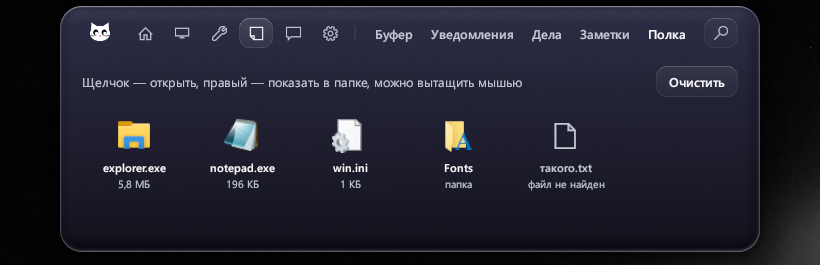 Буфер Уведомления Дела Заметки Полка
Щелчок — открыть, правый — показать в папке, можно вытащить мышью Очистить
explorer.exe notepad.exe win.ini Fonts такого.txt
5,8 МБ 196 КБ 1 КБ папка файл не найден